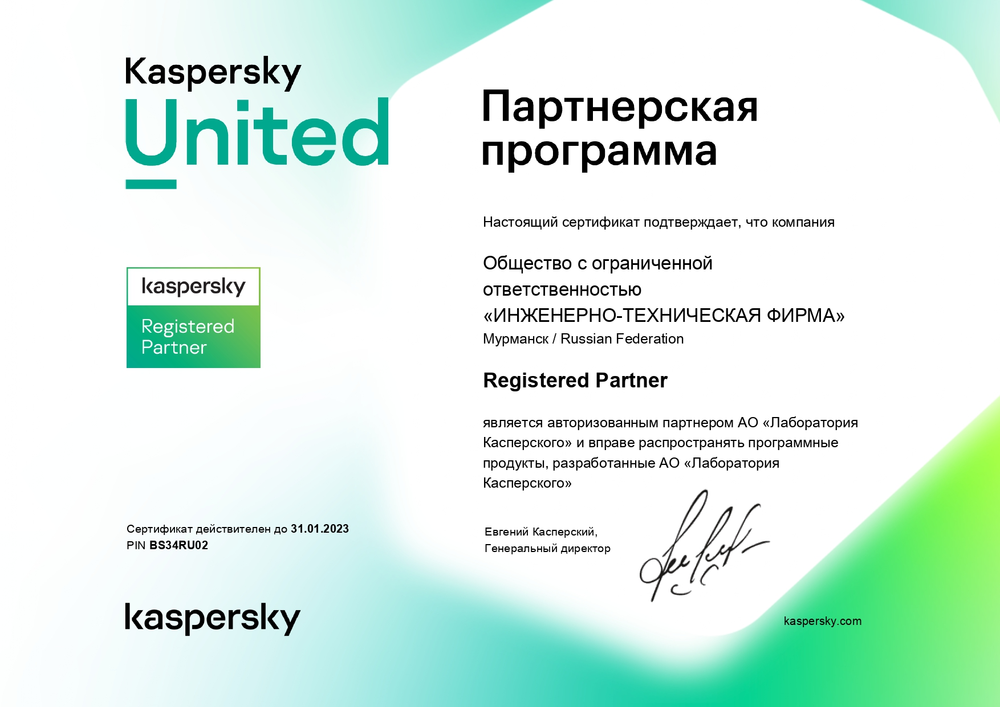 Kaspersky
United
Партнерская
программа
Настоящий сертификат подтверждает, что компания
Общество с ограниченной
ответственностью
«ИНЖЕНЕРНО-ТЕХНИЧЕСКАЯ ФИРМА»
Мурманск / Russian Federation
kaspersky
Registered
Partner
Registered Partner
является авторизованным партнером АО «Лаборатория
Касперского» и вправе распространять программные
продукты, разработанные АО «Лаборатория
Касперского»
Сертификат действителен до 31.01.2023
PIN BS34RU02
Евгений Касперский,
Генеральный директор
kaspersky
kaspersky.com